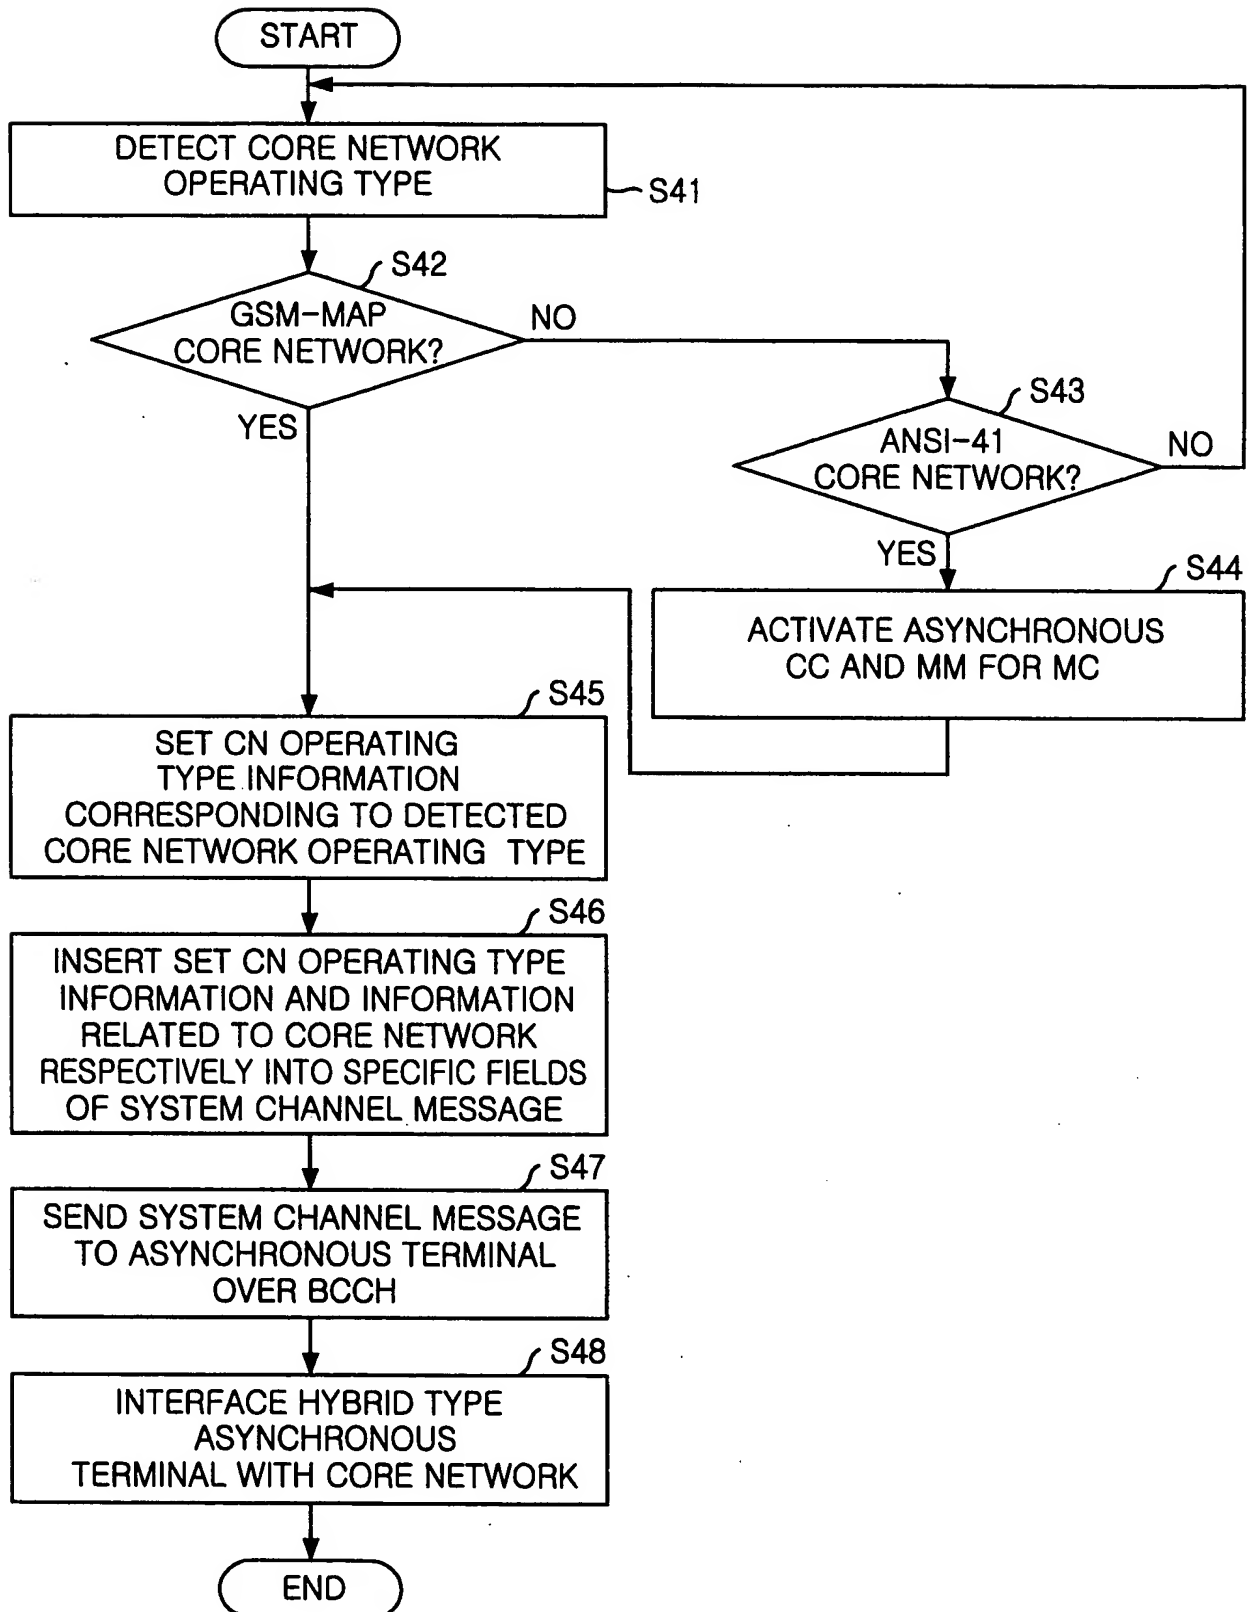 START
DETECT CORE NETWORK
OPERATING TYPE
S41
S42
GSM-MAP
CORE NETWORK?
NO
YES
S43
ANSI-41
CORE NETWORK?
NO
YES
S44
ACTIVATE ASYNCHRONOUS
CC AND MM FOR MC
S45
SET CN OPERATING
TYPE INFORMATION
CORRESPONDING TO DETECTED
CORE NETWORK OPERATING TYPE
S46
INSERT SET CN OPERATING TYPE
INFORMATION AND INFORMATION
RELATED TO CORE NETWORK
RESPECTIVELY INTO SPECIFIC FIELDS
OF SYSTEM CHANNEL MESSAGE
S47
SEND SYSTEM CHANNEL MESSAGE
TO ASYNCHRONOUS TERMINAL
OVER BCCH
S48
INTERFACE HYBRID TYPE
ASYNCHRONOUS
TERMINAL WITH CORE NETWORK
END